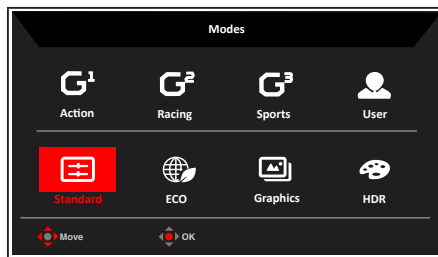 Modes
G1 G2 G3
Action Racing Sports User
Standard ECO Graphics HDR
Move OK